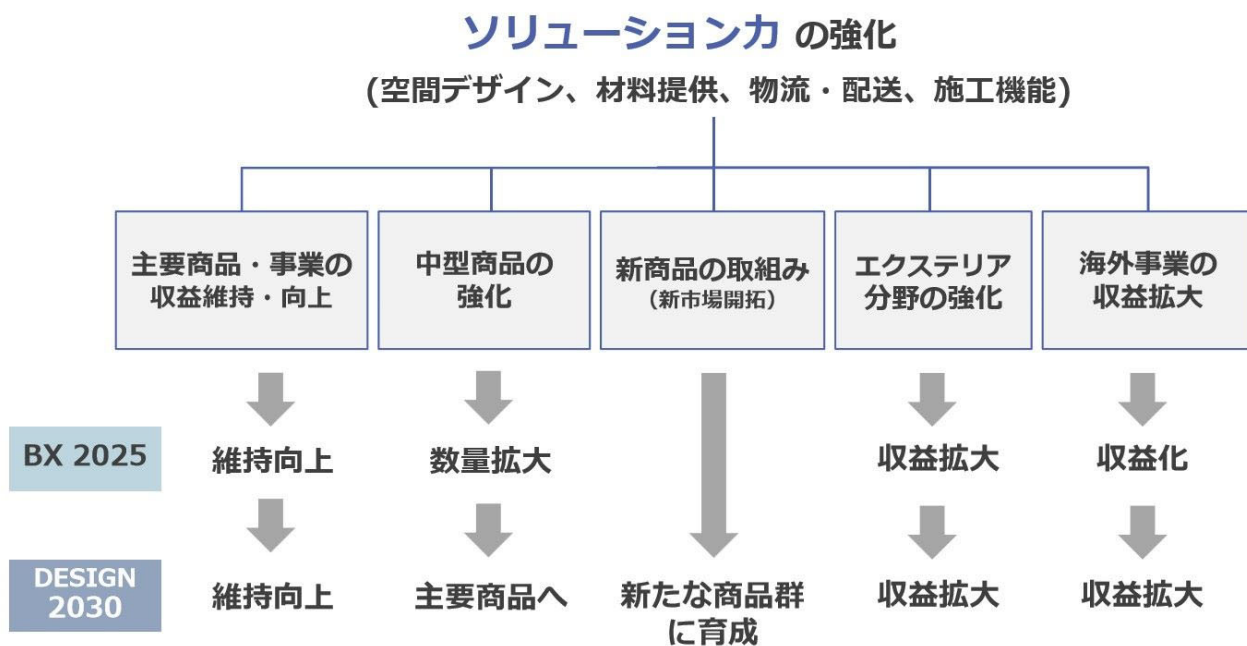 ソリューション力 の強化
(空間デザイン、材料提供、物流・配送、施工機能)
主要商品・事業の
収益維持・向上
中型商品の
強化
新商品の取組み
(新市場開拓)
エクステリア
分野の強化
海外事業の
収益拡大
BX 2025
維持向上
数量拡大
収益拡大
収益化
DESIGN
2030
維持向上
主要商品へ
新たな商品群
に育成
収益拡大
収益拡大